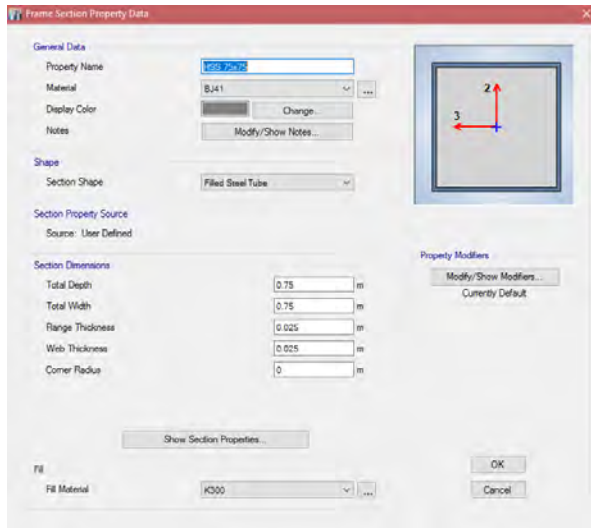 Frame Section Property Data
General Data
Property Name HSS 75x75
Material BJ41 ...
Display Color Change...
Notes Modify/Show Notes...
2
3
Shape
Section Shape Filled Steel Tube
Section Property Source
Source: User Defined
Property Modifiers
Modify/Show Modifiers...
Currently Default
Section Dimensions
Total Depth 0.75 m
Total Width 0.75 m
Flange Thickness 0.025 m
Web Thickness 0.025 m
Corner Radius 0 m
Show Section Properties...
Fill
Fill Material K300 ...
OK
Cancel